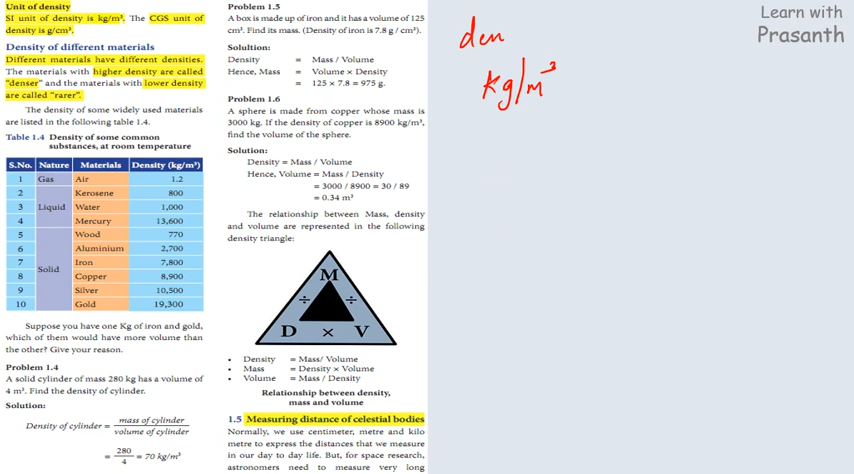 Unit of density
SI unit of density is kg/m³. The CGS unit of
density is g/cm³.
Density of different materials
Different materials have different densities.
The materials with higher density are called
“denser” and the materials with lower density
are called “rarer”.
The density of some widely used materials
are listed in the following table 1.4.
Table 1.4 Density of some common
substances, at room temperature
S.No. Nature Materials Density (kg/m³)
1 Gas Air 1.2
2 Kerosene 800
3 Liquid Water 1,000
4 Mercury 13,600
5 Wood 770
6 Aluminium 2,700
7 Iron 7,800
Solid
8 Copper 8,900
9 Silver 10,500
10 Gold 19,300
Suppose you have one Kg of iron and gold,
which of them would have more volume than
the other? Give your reason.
Problem 1.4
A solid cylinder of mass 280 kg has a volume of
4 m³. Find the density of cylinder.
Solution:
Density of cylinder = mass of cylinder / volume of cylinder
= 280 / 4 = 70 kg/m³
Problem 1.5
A box is made up of iron and it has a volume of 125
cm³. Find its mass. (Density of iron is 7.8 g / cm³).
Solution:
Density = Mass / Volume
Hence, Mass = Volume × Density
= 125 × 7.8 = 975 g.
Problem 1.6
A sphere is made from copper whose mass is
3000 kg. If the density of copper is 8900 kg/m³,
find the volume of the sphere.
Solution:
Density = Mass / Volume
Hence, Volume = Mass / Density
= 3000 / 8900 = 30 / 89
= 0.34 m³
The relationship between Mass, density
and volume are represented in the following
density triangle:
M
÷ ÷
D × V
• Density = Mass/ Volume
• Mass = Density × Volume
• Volume = Mass / Density
Relationship between density,
mass and volume
1.5 Measuring distance of celestial bodies
Normally, we use centimeter, metre and kilo
metre to express the distances that we measure
in our day to day life. But, for space research,
astronomers need to measure very long
den
kg/m³
Learn with
Prasanth